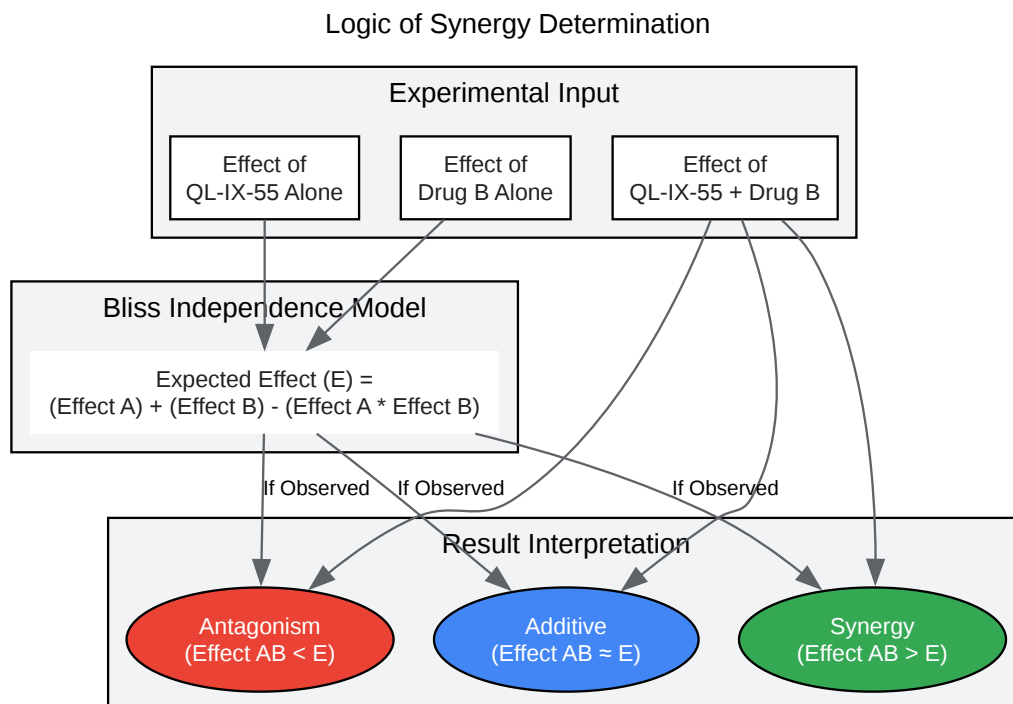 Logic of Synergy Determination
Experimental Input
Effect of
QL-IX-55 Alone
Effect of
Drug B Alone
Effect of
QL-IX-55 + Drug B
Bliss Independence Model
Expected Effect (E) =
(Effect A) + (Effect B) - (Effect A * Effect B)
If Observed
If Observed
If Observed
Result Interpretation
Antagonism
(Effect AB < E)
Additive
(Effect AB ≈ E)
Synergy
(Effect AB > E)